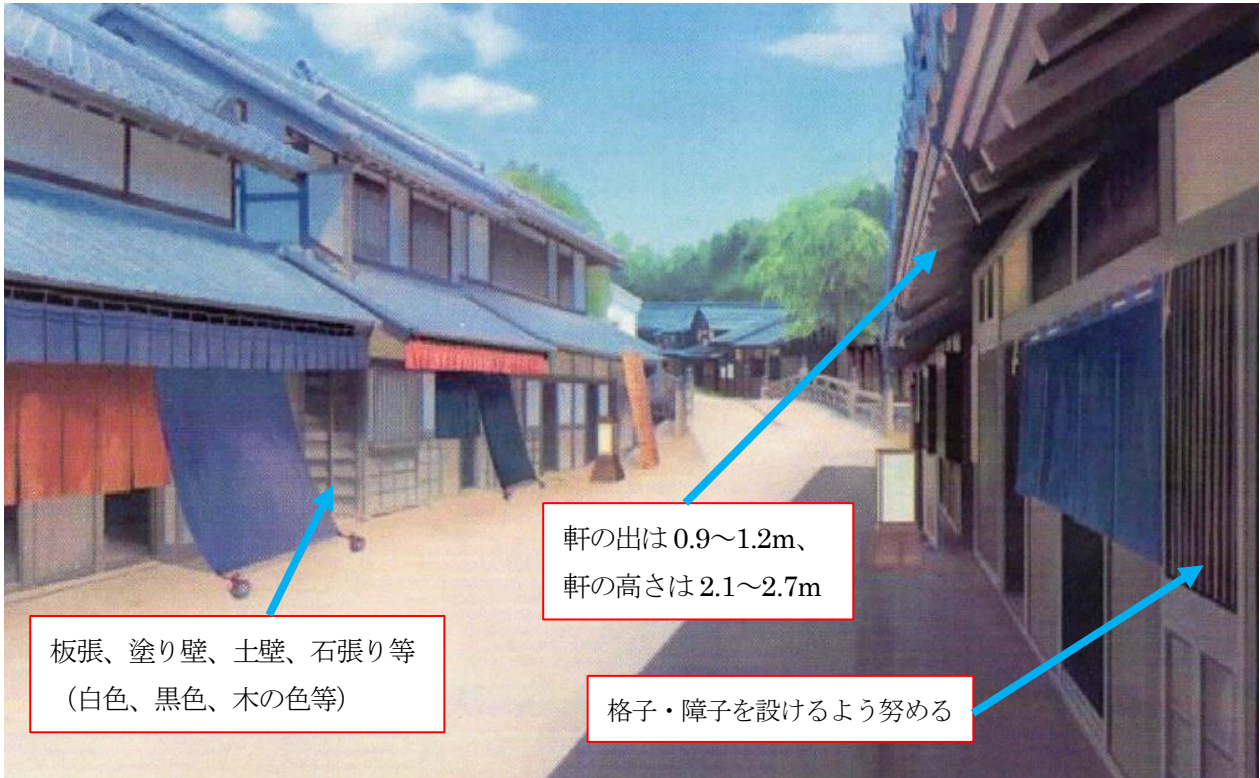 軒の出は 0.9～1.2m、
軒の高さは 2.1～2.7m
板張、塗り壁、土壁、石張り等
（白色、黒色、木の色等）
格子・障子を設けるよう努める